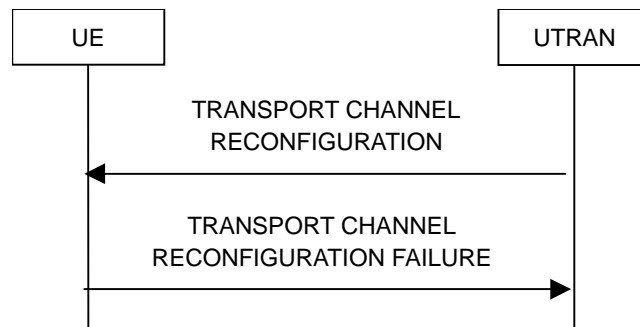 UE
UTRAN
TRANSPORT CHANNEL
RECONFIGURATION
TRANSPORT CHANNEL
RECONFIGURATION FAILURE